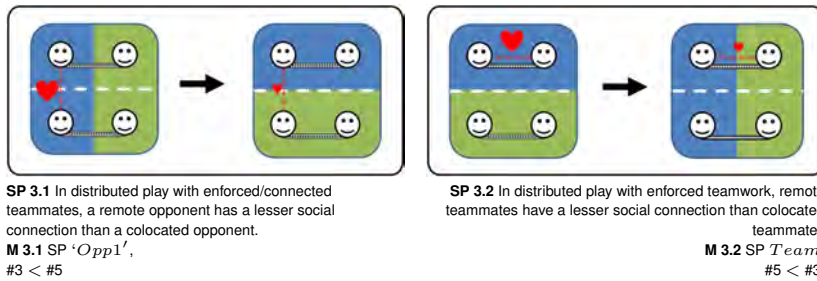 SP 3.1 In distributed play with enforced/connected
teammates, a remote opponent has a lesser social
connection than a colocated opponent.
M 3.1 SP ‘Opp1′,
#3 < #5
SP 3.2 In distributed play with enforced teamwork, remot
teammates have a lesser social connection than colocate
teammate
M 3.2 SP Team
#5 < #3